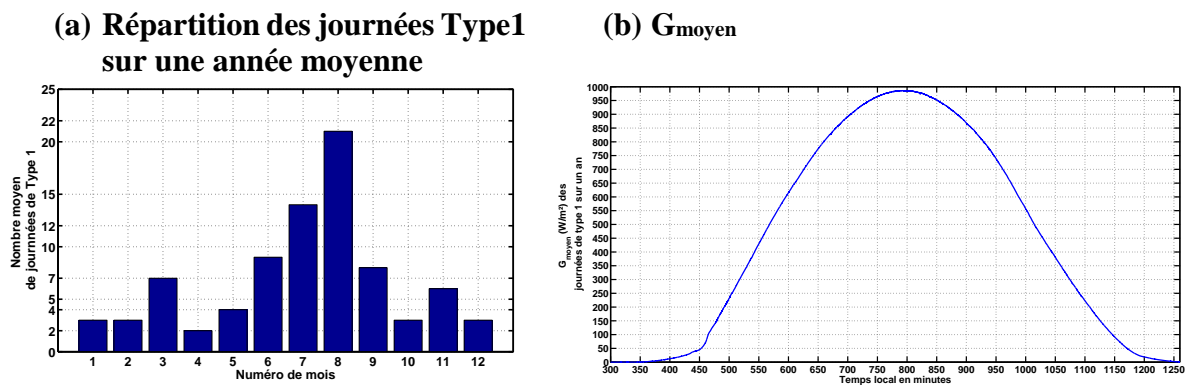 (a) Répartition des journées Type1
sur une année moyenne
25
22
20
15
12
10
7
5
4
2
0
Nombre moyen
de journnées de Type 1
1 2 3 4 5 6 7 8 9 10 11 12
Numéro de mois
(b) Gmoyen
1000
950
900
850
800
750
700
650
600
550
500
450
400
350
300
250
200
150
100
50
0
Gmoyen (W/m²) des
journées de type 1 sur un an
300 350 400 450 500 550 600 650 700 750 800 850 900 950 1000 1050 1100 1150 1200 1250
Temps local en minutes